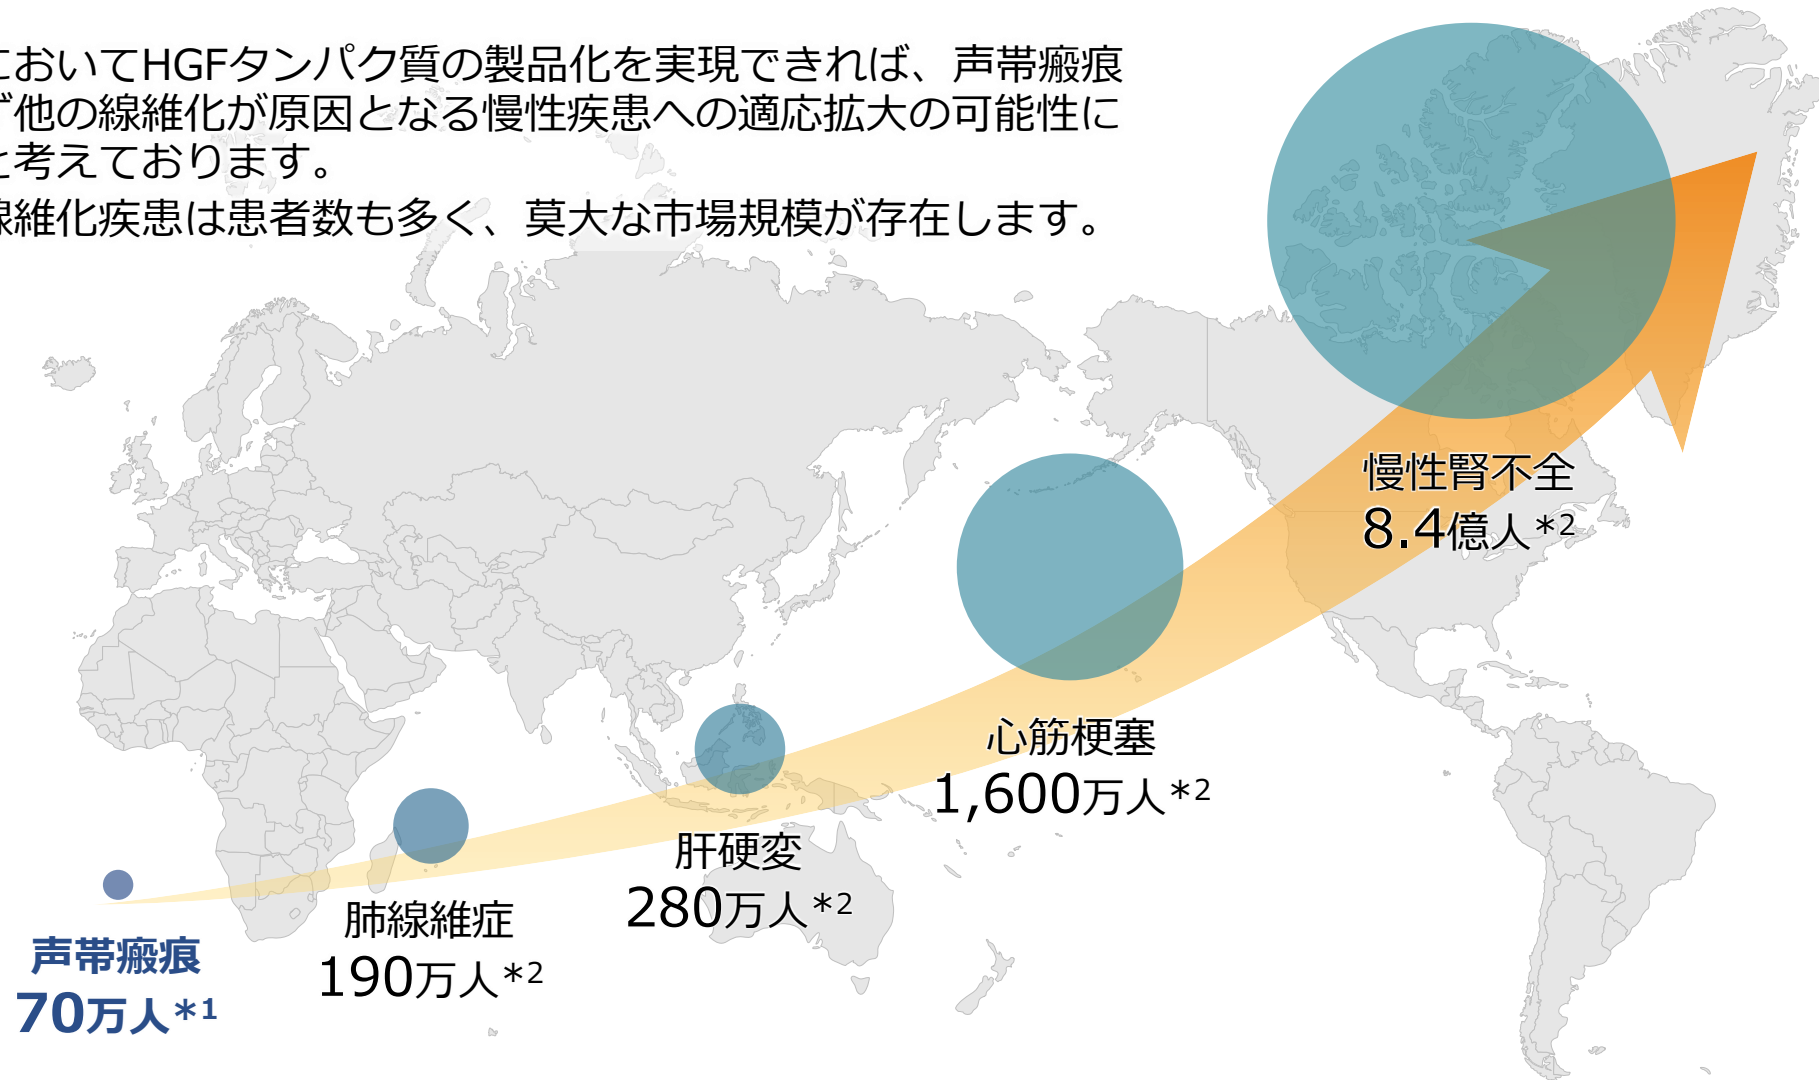 においてHGFタンパク質の製品化を実現できれば、声帯瘢痕
ず他の線維化が原因となる慢性疾患への適応拡大の可能性に
と考えております。
線維化疾患は患者数も多く、莫大な市場規模が存在します。
慢性腎不全
8.4億人*2
心筋梗塞
1,600万人*2
肝硬変
280万人*2
肺線維症
190万人*2
声帯瘢痕
70万人*1